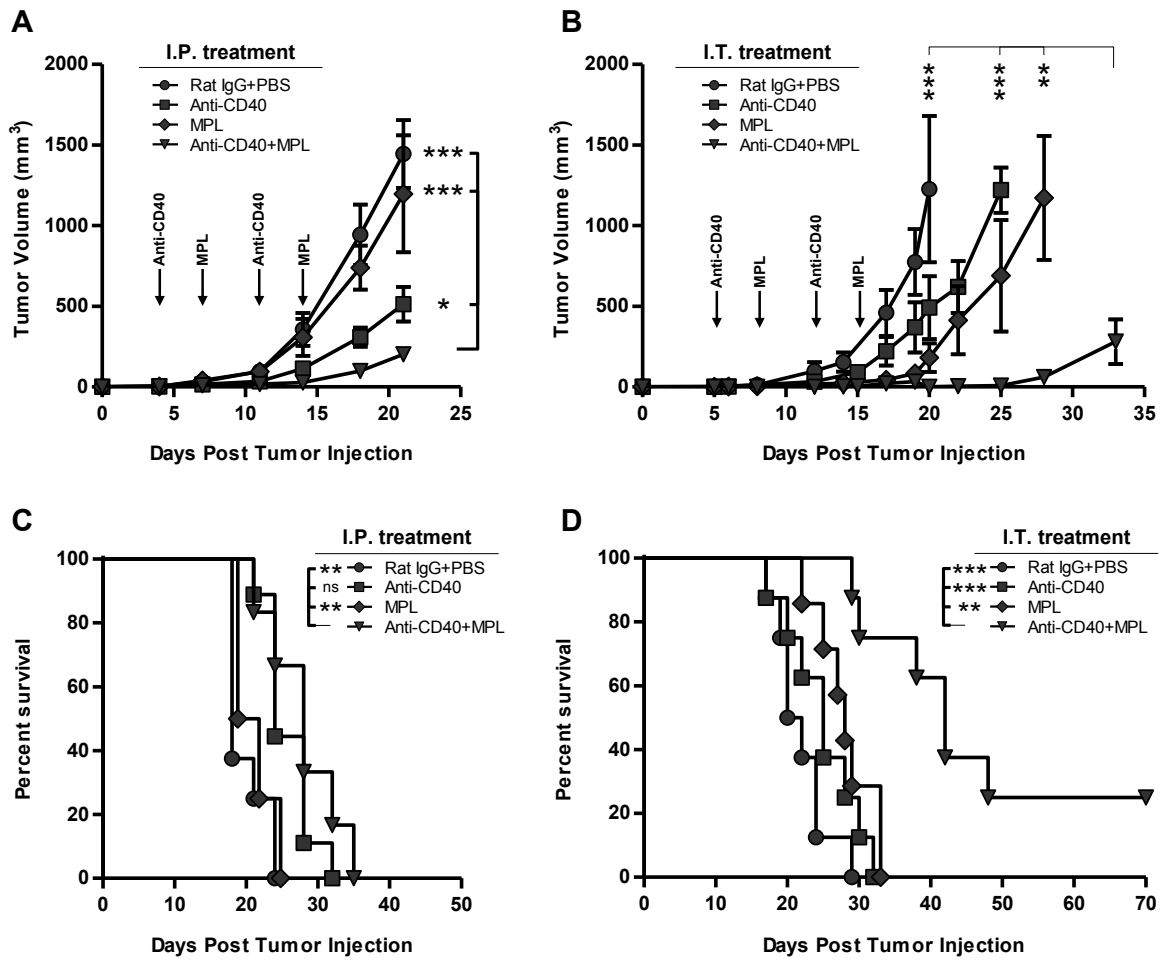 A
I.P. treatment
Rat IgG+PBS
Anti-CD40
MPL
Anti-CD40+MPL
2000
1500
1000
500
0
Tumor Volume (mm³)
Anti-CD40
MPL
Anti-CD40
MPL
***
***
*
0 5 10 15 20 25
Days Post Tumor Injection
B
I.T. treatment
Rat IgG+PBS
Anti-CD40
MPL
Anti-CD40+MPL
2000
1500
1000
500
0
Tumor Volume (mm³)
Anti-CD40
MPL
Anti-CD40
MPL
***
***
**
0 5 10 15 20 25 30 35
Days Post Tumor Injection
C
I.P. treatment
** Rat IgG+PBS
ns Anti-CD40
** MPL
Anti-CD40+MPL
100
80
60
40
20
0
Percent survival
0 10 20 30 40 50
Days Post Tumor Injection
D
I.T. treatment
*** Rat IgG+PBS
*** Anti-CD40
** MPL
Anti-CD40+MPL
100
80
60
40
20
0
Percent survival
0 10 20 30 40 50 60 70
Days Post Tumor Injection